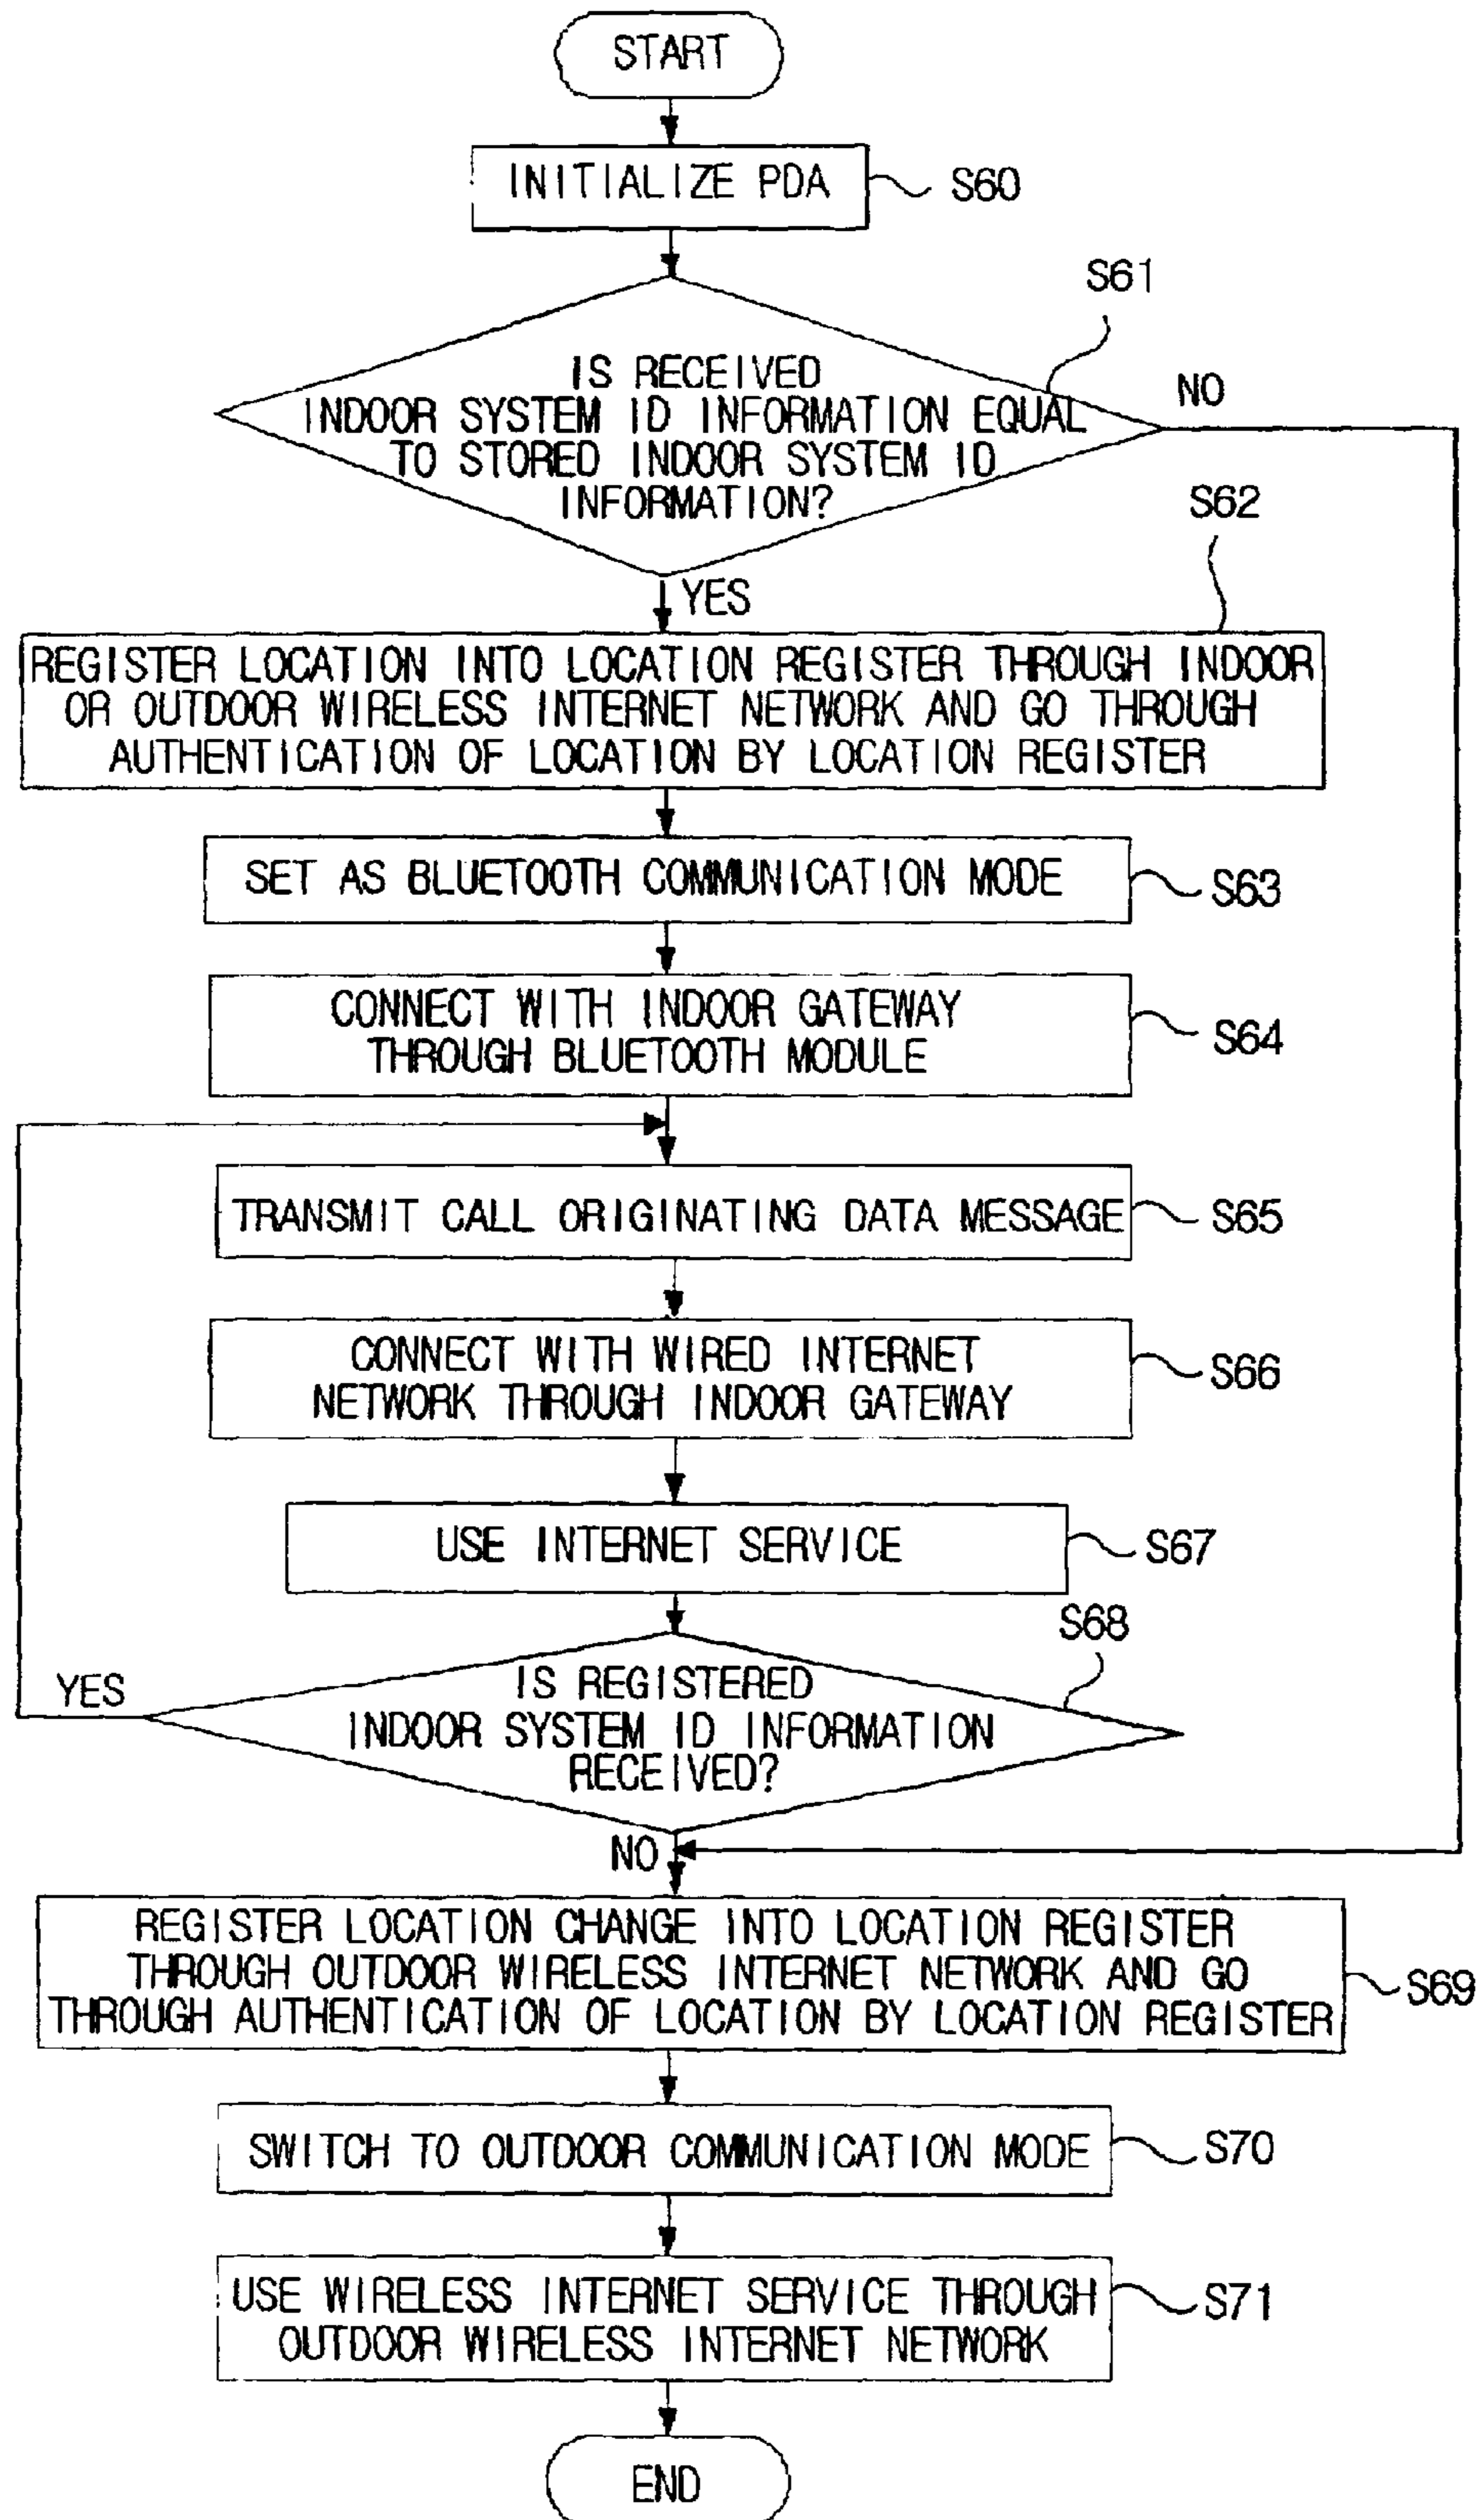 START
INITIALIZE PDA
S60
S61
IS RECEIVED
INDOOR SYSTEM ID INFORMATION EQUAL
TO STORED INDOOR SYSTEM ID
INFORMATION?
NO
S62
YES
REGISTER LOCATION INTO LOCATION REGISTER THROUGH INDOOR
OR OUTDOOR WIRELESS INTERNET NETWORK AND GO THROUGH
AUTHENTICATION OF LOCATION BY LOCATION REGISTER
SET AS BLUETOOTH COMMUNICATION MODE
S63
CONNECT WITH INDOOR GATEWAY
THROUGH BLUETOOTH MODULE
S64
TRANSMIT CALL ORIGINATING DATA MESSAGE
S65
CONNECT WITH WIRED INTERNET
NETWORK THROUGH INDOOR GATEWAY
S66
USE INTERNET SERVICE
S67
S68
YES
IS REGISTERED
INDOOR SYSTEM ID INFORMATION
RECEIVED?
NO
REGISTER LOCATION CHANGE INTO LOCATION REGISTER
THROUGH OUTDOOR WIRELESS INTERNET NETWORK AND GO
THROUGH AUTHENTICATION OF LOCATION BY LOCATION REGISTER
S69
SWITCH TO OUTDOOR COMMUNICATION MODE
S70
USE WIRELESS INTERNET SERVICE THROUGH
OUTDOOR WIRELESS INTERNET NETWORK
S71
END